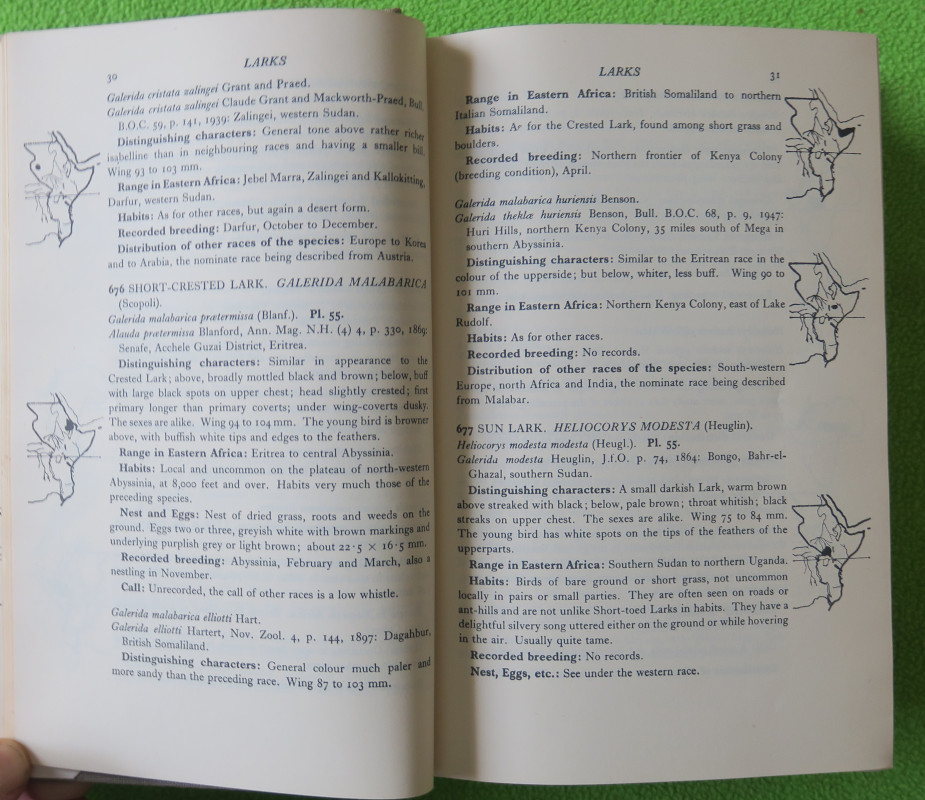 30
LARKS
Galerida cristata zalingei Grant and Praed.
Galerida cristata zalingei Claude Grant and Mackworth-Praed, Bull.
B.O.C. 59, p. 141, 1939: Zalingei, western Sudan.
Distinguishing characters: General tone above rather richer
isabelline than in neighbouring races and having a smaller bill.
Wing 93 to 103 mm.
Range in Eastern Africa: Jebel Marra, Zalingei and Kallokitting,
Darfur, western Sudan.
Habits: As for other races, but again a desert form.
Recorded breeding: Darfur, October to December.
Distribution of other races of the species: Europe to Korea
and to Arabia, the nominate race being described from Austria.
676 SHORT-CRESTED LARK. GALERIDA MALABARICA
(Scopoli).
Galerida malabarica prætermissa (Blanf.). Pl. 55.
Alauda prætermissa Blanford, Ann. Mag. N.H. (4) 4, p. 330, 1869:
Senafe, Acchele Guzai District, Eritrea.
Distinguishing characters: Similar in appearance to the
Crested Lark; above, broadly mottled black and brown; below, buff
with large black spots on upper chest; head slightly crested; first
primary longer than primary coverts; under wing-coverts dusky.
The sexes are alike. Wing 94 to 104 mm. The young bird is browner
above, with buffish white tips and edges to the feathers.
Range in Eastern Africa: Eritrea to central Abyssinia.
Habits: Local and uncommon on the plateau of north-western
Abyssinia, at 8,000 feet and over. Habits very much those of the
preceding species.
Nest and Eggs: Nest of dried grass, roots and weeds on the
ground. Eggs two or three, greyish white with brown markings and
underlying purplish grey or light brown; about 22·5 × 16·5 mm.
Recorded breeding: Abyssinia, February and March, also a
nestling in November.
Call: Unrecorded, the call of other races is a low whistle.
Galerida malabarica elliotti Hart.
Galerida elliotti Hartert, Nov. Zool. 4, p. 144, 1897: Dagahbur,
British Somaliland.
Distinguishing characters: General colour much paler and
more sandy than the preceding race. Wing 87 to 103 mm.
LARKS
31
Range in Eastern Africa: British Somaliland to northern
Italian Somaliland.
Habits: As for the Crested Lark, found among short grass and
boulders.
Recorded breeding: Northern frontier of Kenya Colony
(breeding condition), April.
Galerida malabarica huriensis Benson.
Galerida theklæ huriensis Benson, Bull. B.O.C. 68, p. 9, 1947:
Huri Hills, northern Kenya Colony, 35 miles south of Mega in
southern Abyssinia.
Distinguishing characters: Similar to the Eritrean race in the
colour of the upperside; but below, whiter, less buff. Wing 90 to
101 mm.
Range in Eastern Africa: Northern Kenya Colony, east of Lake
Rudolf.
Habits: As for other races.
Recorded breeding: No records.
Distribution of other races of the species: South-western
Europe, north Africa and India, the nominate race being described
from Malabar.
677 SUN LARK. HELIOCORYS MODESTA (Heuglin).
Heliocorys modesta modesta (Heugl.). Pl. 55.
Galerida modesta Heuglin, J.f.O. p. 74, 1864: Bongo, Bahr-el-
Ghazal, southern Sudan.
Distinguishing characters: A small darkish Lark, warm brown
above streaked with black; below, pale brown; throat whitish; black
streaks on upper chest. The sexes are alike. Wing 75 to 84 mm.
The young bird has white spots on the tips of the feathers of the
upperparts.
Range in Eastern Africa: Southern Sudan to northern Uganda.
Habits: Birds of bare ground or short grass, not uncommon
locally in pairs or small parties. They are often seen on roads or
ant-hills and are not unlike Short-toed Larks in habits. They have a
delightful silvery song uttered either on the ground or while hovering
in the air. Usually quite tame.
Recorded breeding: No records.
Nest, Eggs, etc.: See under the western race.